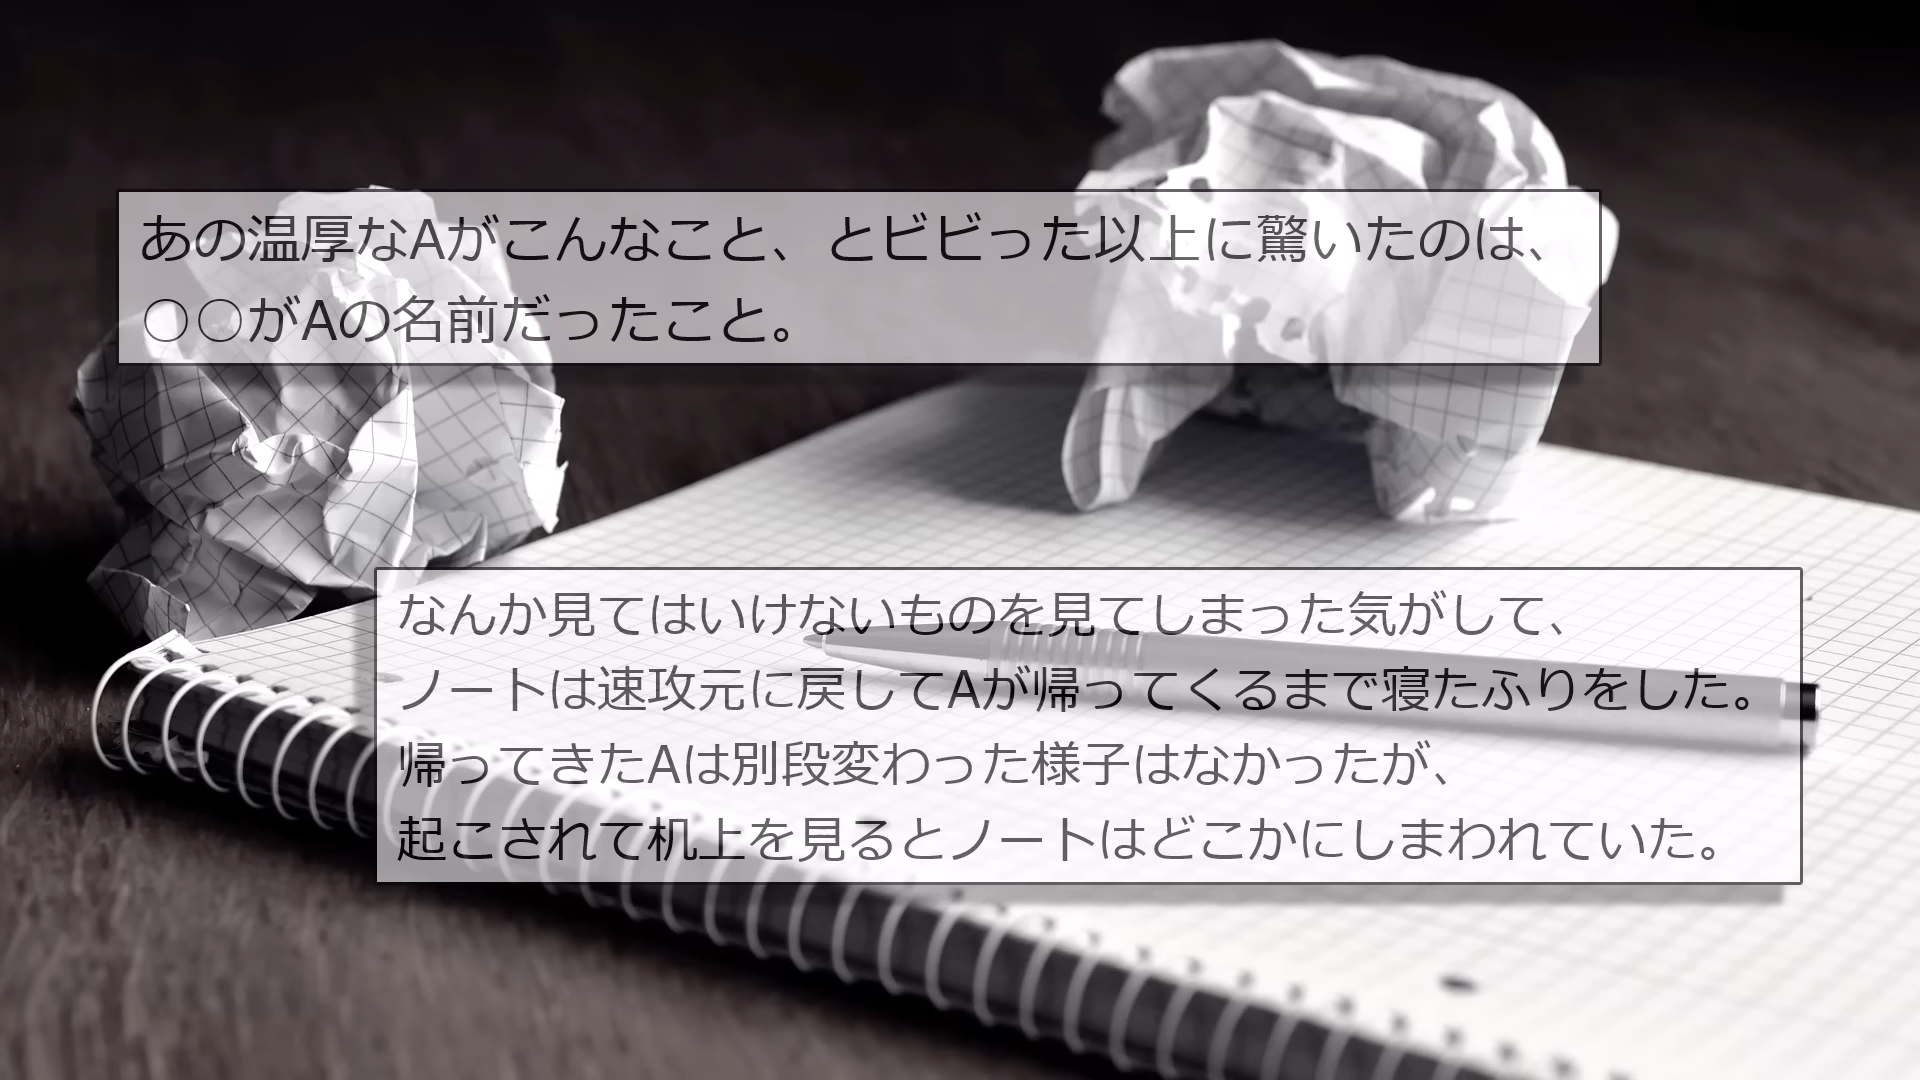 あの温厚なAがこんなこと、とビビった以上に驚いたのは、
○○がAの名前だったこと。
なんか見てはいけないものを見てしまった気がして、
ノートは速攻元に戻してAが帰ってくるまで寝たふりをした。
帰ってきたAは別段変わった様子はなかったが、
起こされて机上を見るとノートはどこかにしまわれていた。